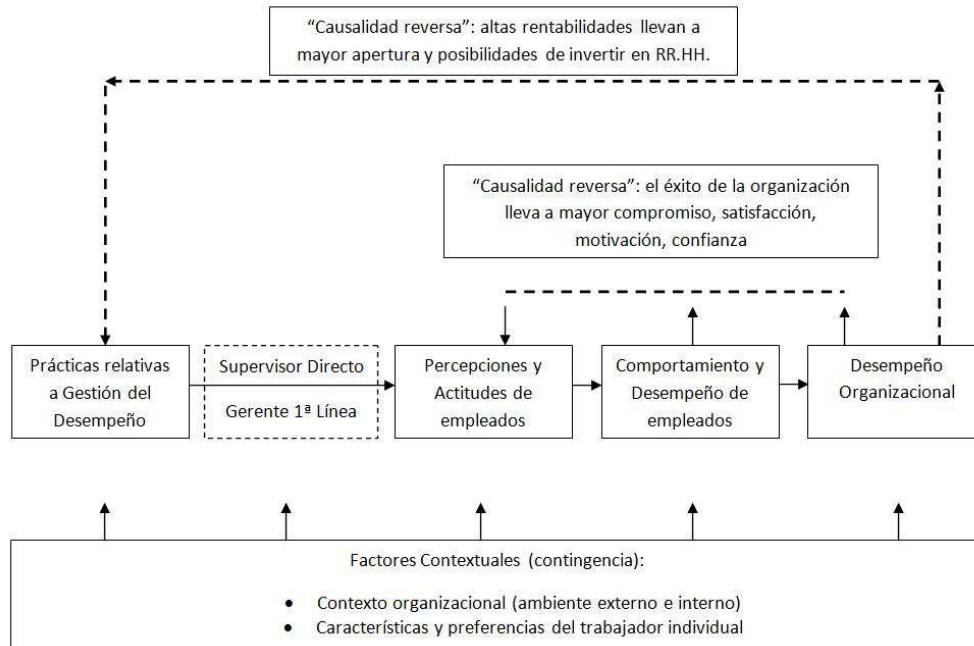 “Causalidad reversa”: altas rentabilidades llevan a
mayor apertura y posibilidades de invertir en RR.HH.
“Causalidad reversa”: el éxito de la organización
lleva a mayor compromiso, satisfacción,
motivación, confianza
Prácticas relativas
a Gestión del
Desempeño
Supervisor Directo
Gerente 1ª Línea
Percepciones y
Actitudes de
empleados
Comportamiento y
Desempeño de
empleados
Desempeño
Organizacional
Factores Contextuales (contingencia):
• Contexto organizacional (ambiente externo e interno)
• Características y preferencias del trabajador individual